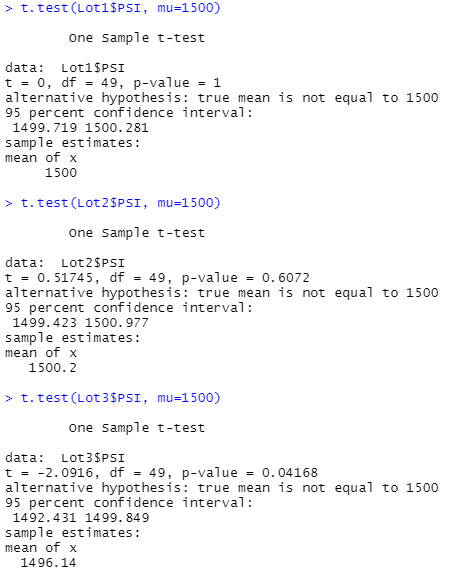 > t.test(Lot1$PSI, mu=1500)
One Sample t-test
data:  Lot1$PSI
t = 0, df = 49, p-value = 1
alternative hypothesis: true mean is not equal to 1500
95 percent confidence interval:
1499.719 1500.281
sample estimates:
mean of x
1500
> t.test(Lot2$PSI, mu=1500)
One Sample t-test
data:  Lot2$PSI
t = 0.51745, df = 49, p-value = 0.6072
alternative hypothesis: true mean is not equal to 1500
95 percent confidence interval:
1499.423 1500.977
sample estimates:
mean of x
1500.2
> t.test(Lot3$PSI, mu=1500)
One Sample t-test
data:  Lot3$PSI
t = -2.0916, df = 49, p-value = 0.04168
alternative hypothesis: true mean is not equal to 1500
95 percent confidence interval:
1492.431 1499.849
sample estimates:
mean of x
1496.14